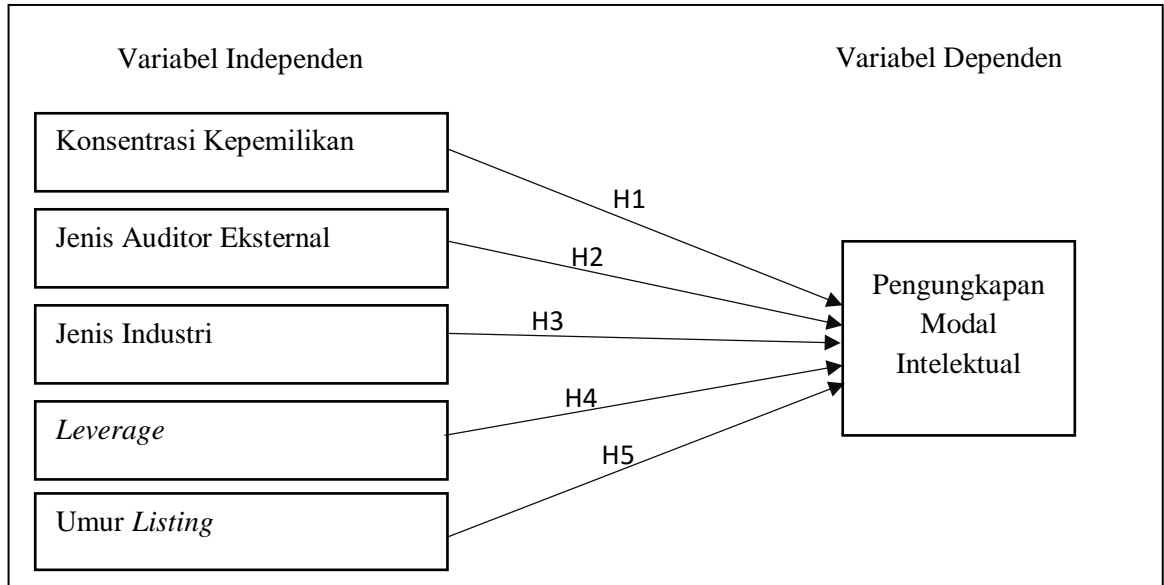 Variabel Independen
Variabel Dependen
Konsentrasi Kepemilikan
H1
Jenis Auditor Eksternal
H2
Jenis Industri
H3
Leverage
H4
Umur Listing
H5
Pengungkapan
Modal
Intelektual